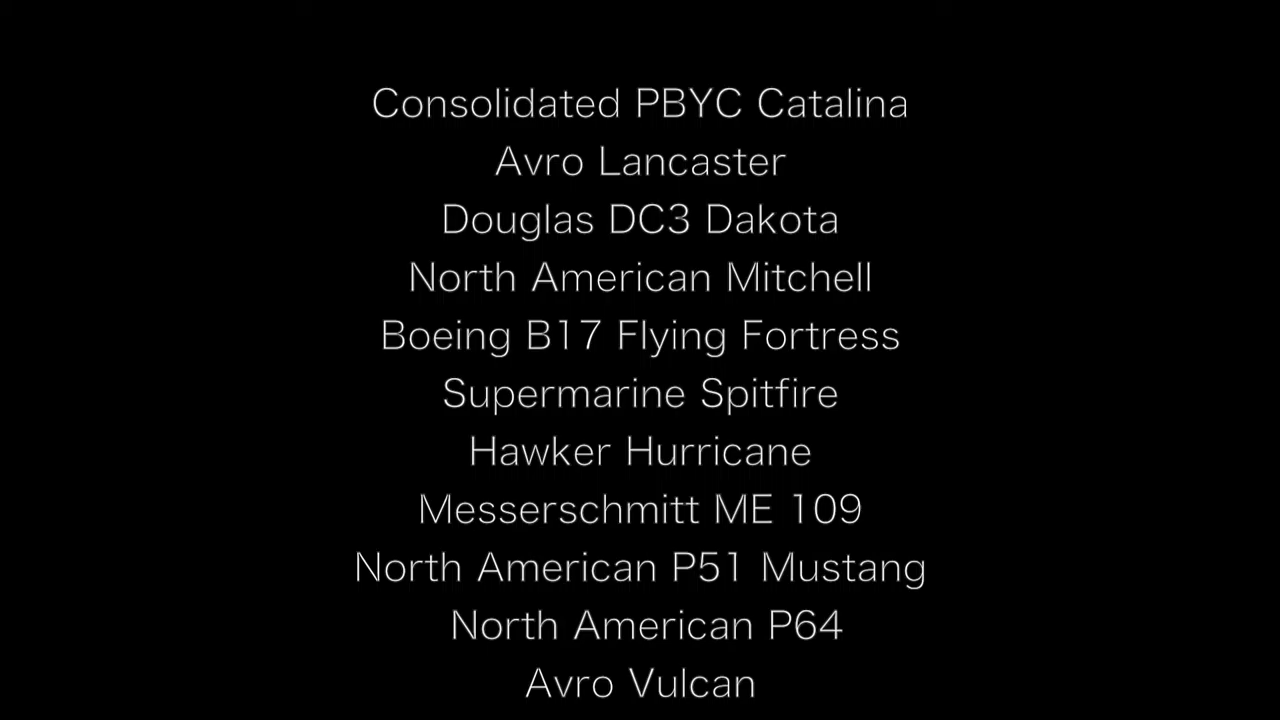 Consolidated PBYC Catalina
Avro Lancaster
Douglas DC3 Dakota
North American Mitchell
Boeing B17 Flying Fortress
Supermarine Spitfire
Hawker Hurricane
Messerschmitt ME 109
North American P51 Mustang
North American P64
Avro Vulcan